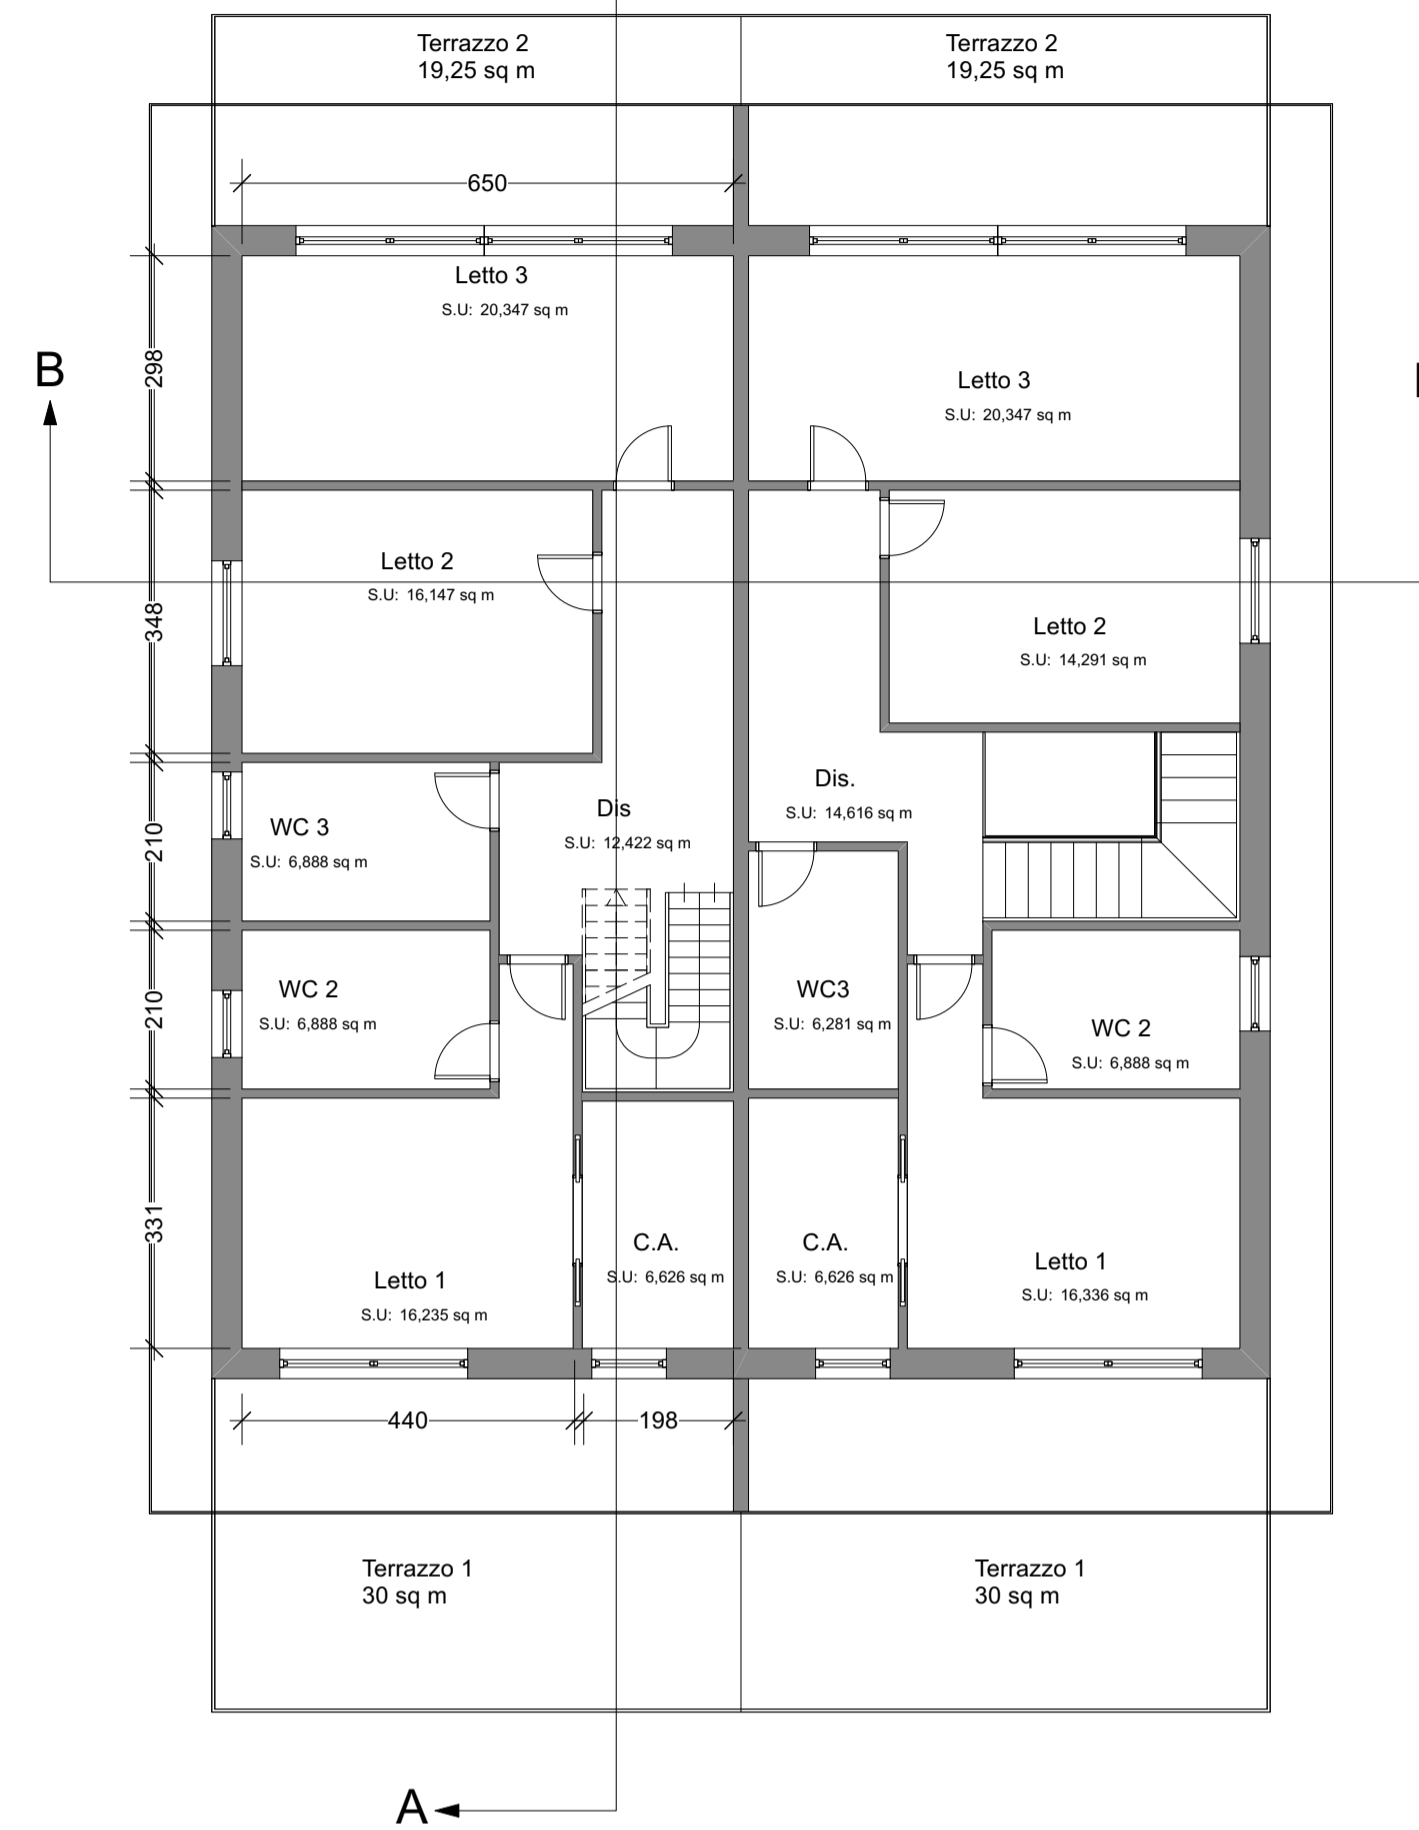 Terrazzo 2
19,25 sq m
Terrazzo 2
19,25 sq m
650
Letto 3
S.U: 20,347 sq m
298
B
Letto 3
S.U: 20,347 sq m
Letto 2
S.U: 16,147 sq m
348
Letto 2
S.U: 14,291 sq m
Dis.
S.U: 14,616 sq m
Dis
S.U: 12,422 sq m
WC 3
S.U: 6,888 sq m
210
WC 2
S.U: 6,888 sq m
210
WC3
S.U: 6,281 sq m
WC 2
S.U: 6,888 sq m
331
C.A.
S.U: 6,626 sq m
C.A.
S.U: 6,626 sq m
Letto 1
S.U: 16,235 sq m
Letto 1
S.U: 16,336 sq m
440
198
Terrazzo 1
30 sq m
Terrazzo 1
30 sq m
A